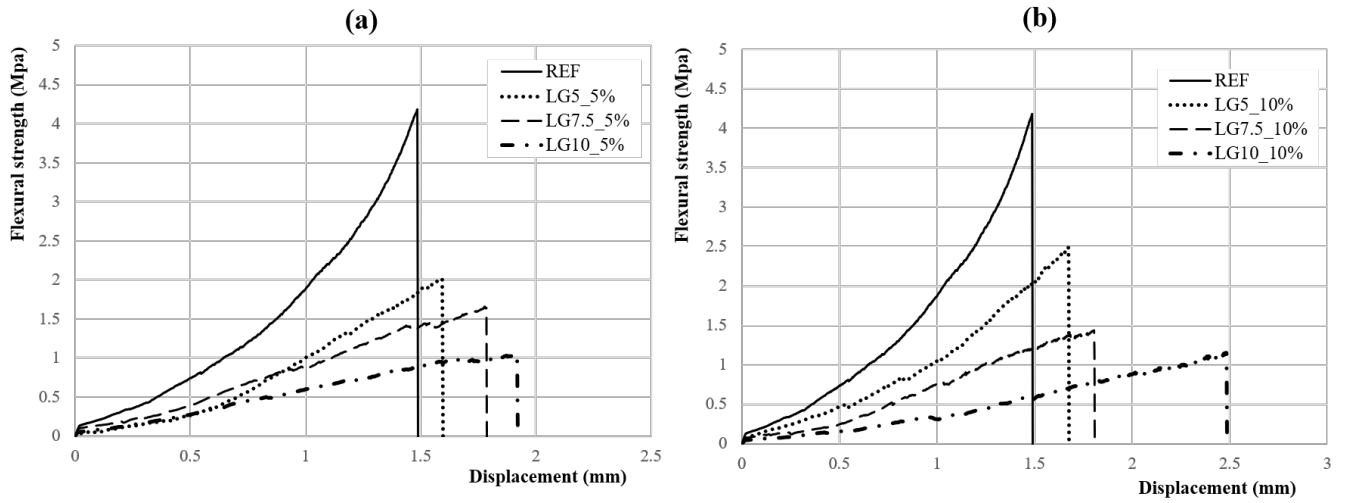 (a)
Flexural strength (Mpa)
5
4.5
4
3.5
3
2.5
2
1.5
1
0.5
0
REF
LG5_5%
LG7.5_5%
LG10_5%
0
0.5
1
1.5
2
2.5
Displacement (mm)
(b)
Flexural strength (Mpa)
5
4.5
4
3.5
3
2.5
2
1.5
1
0.5
0
REF
LG5_10%
LG7.5_10%
LG10_10%
0
0.5
1
1.5
2
2.5
3
Displacement (mm)